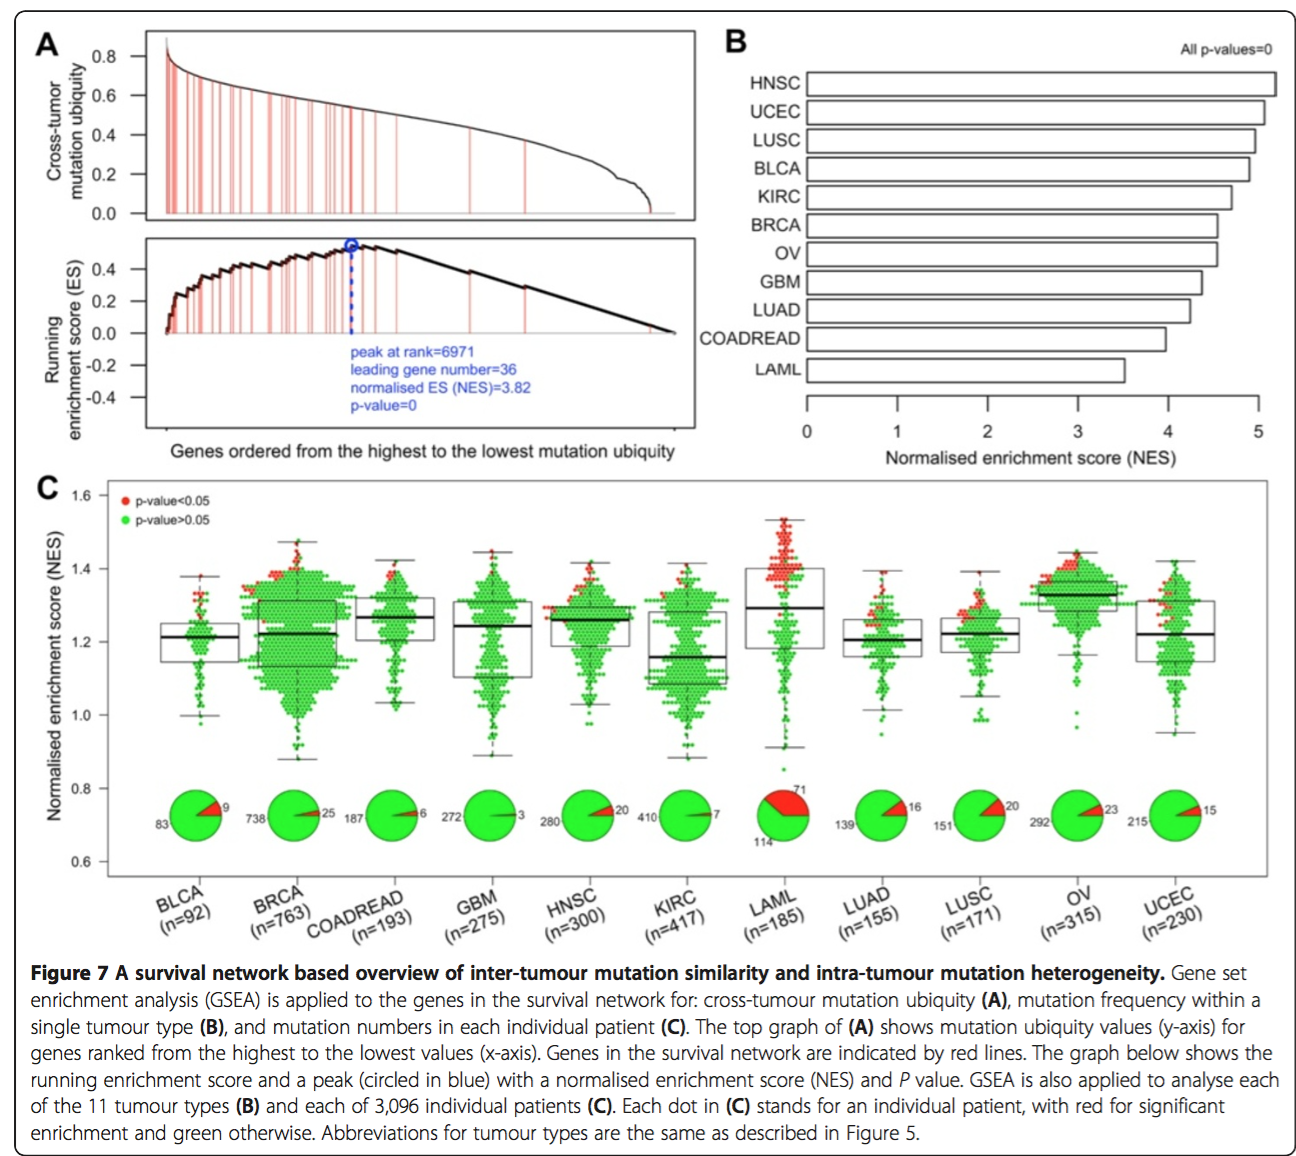 A
Cross-tumor
mutation ubiquity
0.8
0.6
0.4
0.2
0.0
Running
enrichment score (ES)
0.4
0.2
0.0
-0.2
-0.4
peak at rank=6971
leading gene number=36
normalised ES (NES)=3.82
p-value=0
Genes ordered from the highest to the lowest mutation ubiquity
B
All p-values=0
HNSC
UCEC
LUSC
BLCA
KIRC
BRCA
OV
GBM
LUAD
COADREAD
LAML
0 1 2 3 4 5
Normalised enrichment score (NES)
C
Normalised enrichment score (NES)
1.6
1.4
1.2
1.0
0.8
0.6
p-value<0.05
p-value>0.05
83 9
738 25
187 6
272 3
280 20
410 7
114 71
139 16
151 20
292 23
215 15
BLCA
(n=92)
BRCA
(n=763)
COADREAD
(n=193)
GBM
(n=275)
HNSC
(n=300)
KIRC
(n=417)
LAML
(n=185)
LUAD
(n=155)
LUSC
(n=171)
OV
(n=315)
UCEC
(n=230)
Figure 7 A survival network based overview of inter-tumour mutation similarity and intra-tumour mutation heterogeneity. Gene set
enrichment analysis (GSEA) is applied to the genes in the survival network for: cross-tumour mutation ubiquity (A), mutation frequency within a
single tumour type (B), and mutation numbers in each individual patient (C). The top graph of (A) shows mutation ubiquity values (y-axis) for
genes ranked from the highest to the lowest values (x-axis). Genes in the survival network are indicated by red lines. The graph below shows the
running enrichment score and a peak (circled in blue) with a normalised enrichment score (NES) and P value. GSEA is also applied to analyse each
of the 11 tumour types (B) and each of 3,096 individual patients (C). Each dot in (C) stands for an individual patient, with red for significant
enrichment and green otherwise. Abbreviations for tumour types are the same as described in Figure 5.